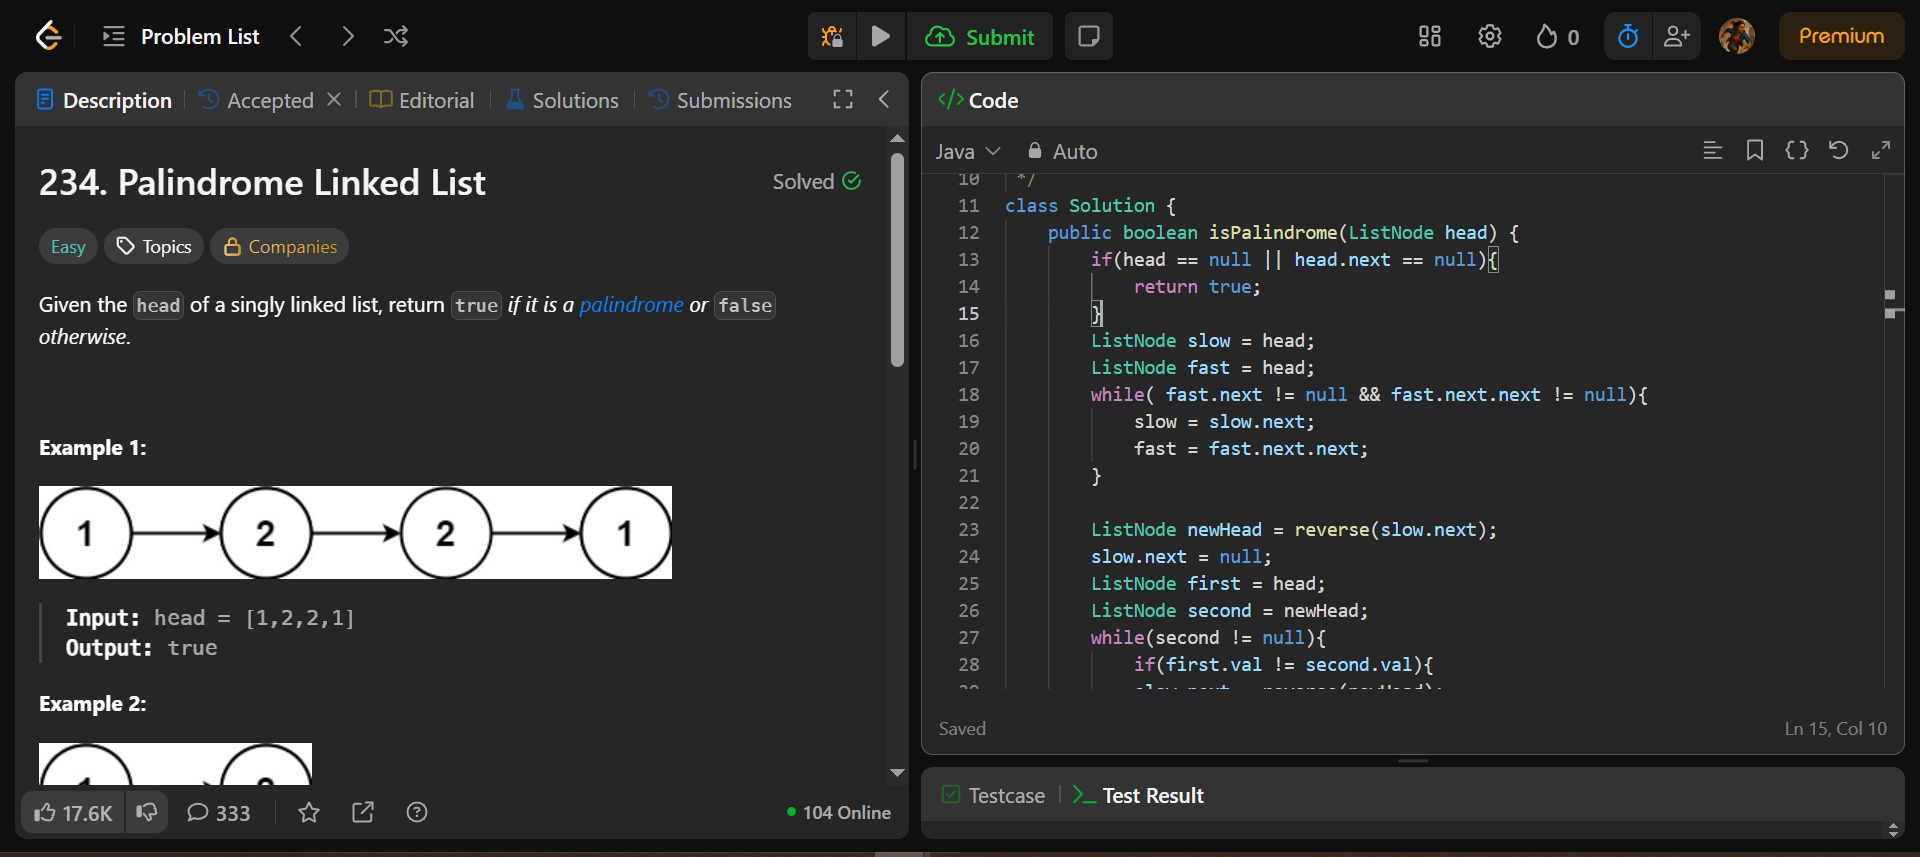 Problem List
Submit
0
Premium
Description
Accepted
Editorial
Solutions
Submissions
234. Palindrome Linked List
Solved
Easy
Topics
Companies
Given the head of a singly linked list, return true if it is a palindrome or false
otherwise.
Example 1:
1 2 2 1
Input: head = [1,2,2,1]
Output: true
Example 2:
17.6K
333
104 Online
</> Code
Java
Auto
10 */
11 class Solution {
12 public boolean isPalindrome(ListNode head) {
13 if(head == null || head.next == null){
14 return true;
15 }
16 ListNode slow = head;
17 ListNode fast = head;
18 while( fast.next != null && fast.next.next != null){
19 slow = slow.next;
20 fast = fast.next.next;
21 }
22
23 ListNode newHead = reverse(slow.next);
24 slow.next = null;
25 ListNode first = head;
26 ListNode second = newHead;
27 while(second != null){
28 if(first.val != second.val){
Saved
Ln 15, Col 10
Testcase
Test Result